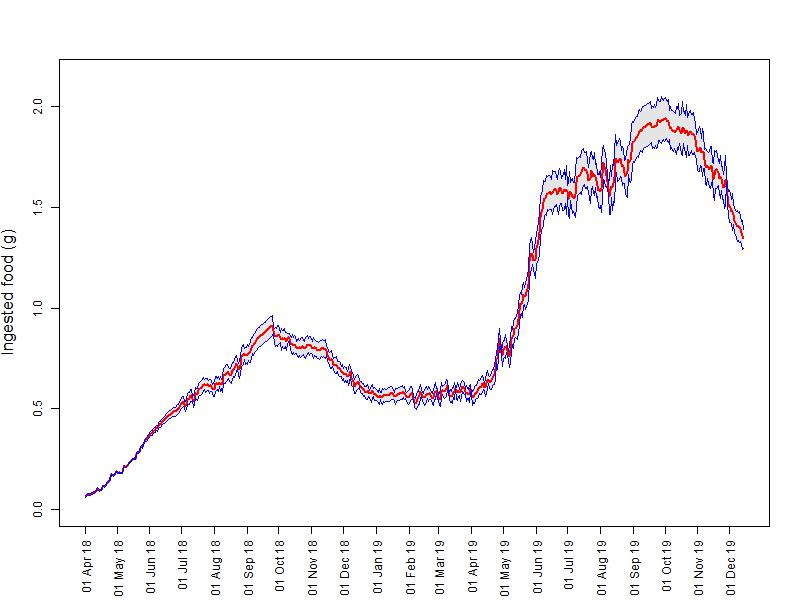 Ingested food (g)
2.0
1.5
1.0
0.5
0.0
01 Apr 18
01 May 18
01 Jun 18
01 Jul 18
01 Aug 18
01 Sep 18
01 Oct 18
01 Nov 18
01 Dec 18
01 Jan 19
01 Feb 19
01 Mar 19
01 Apr 19
01 May 19
01 Jun 19
01 Jul 19
01 Aug 19
01 Sep 19
01 Oct 19
01 Nov 19
01 Dec 19